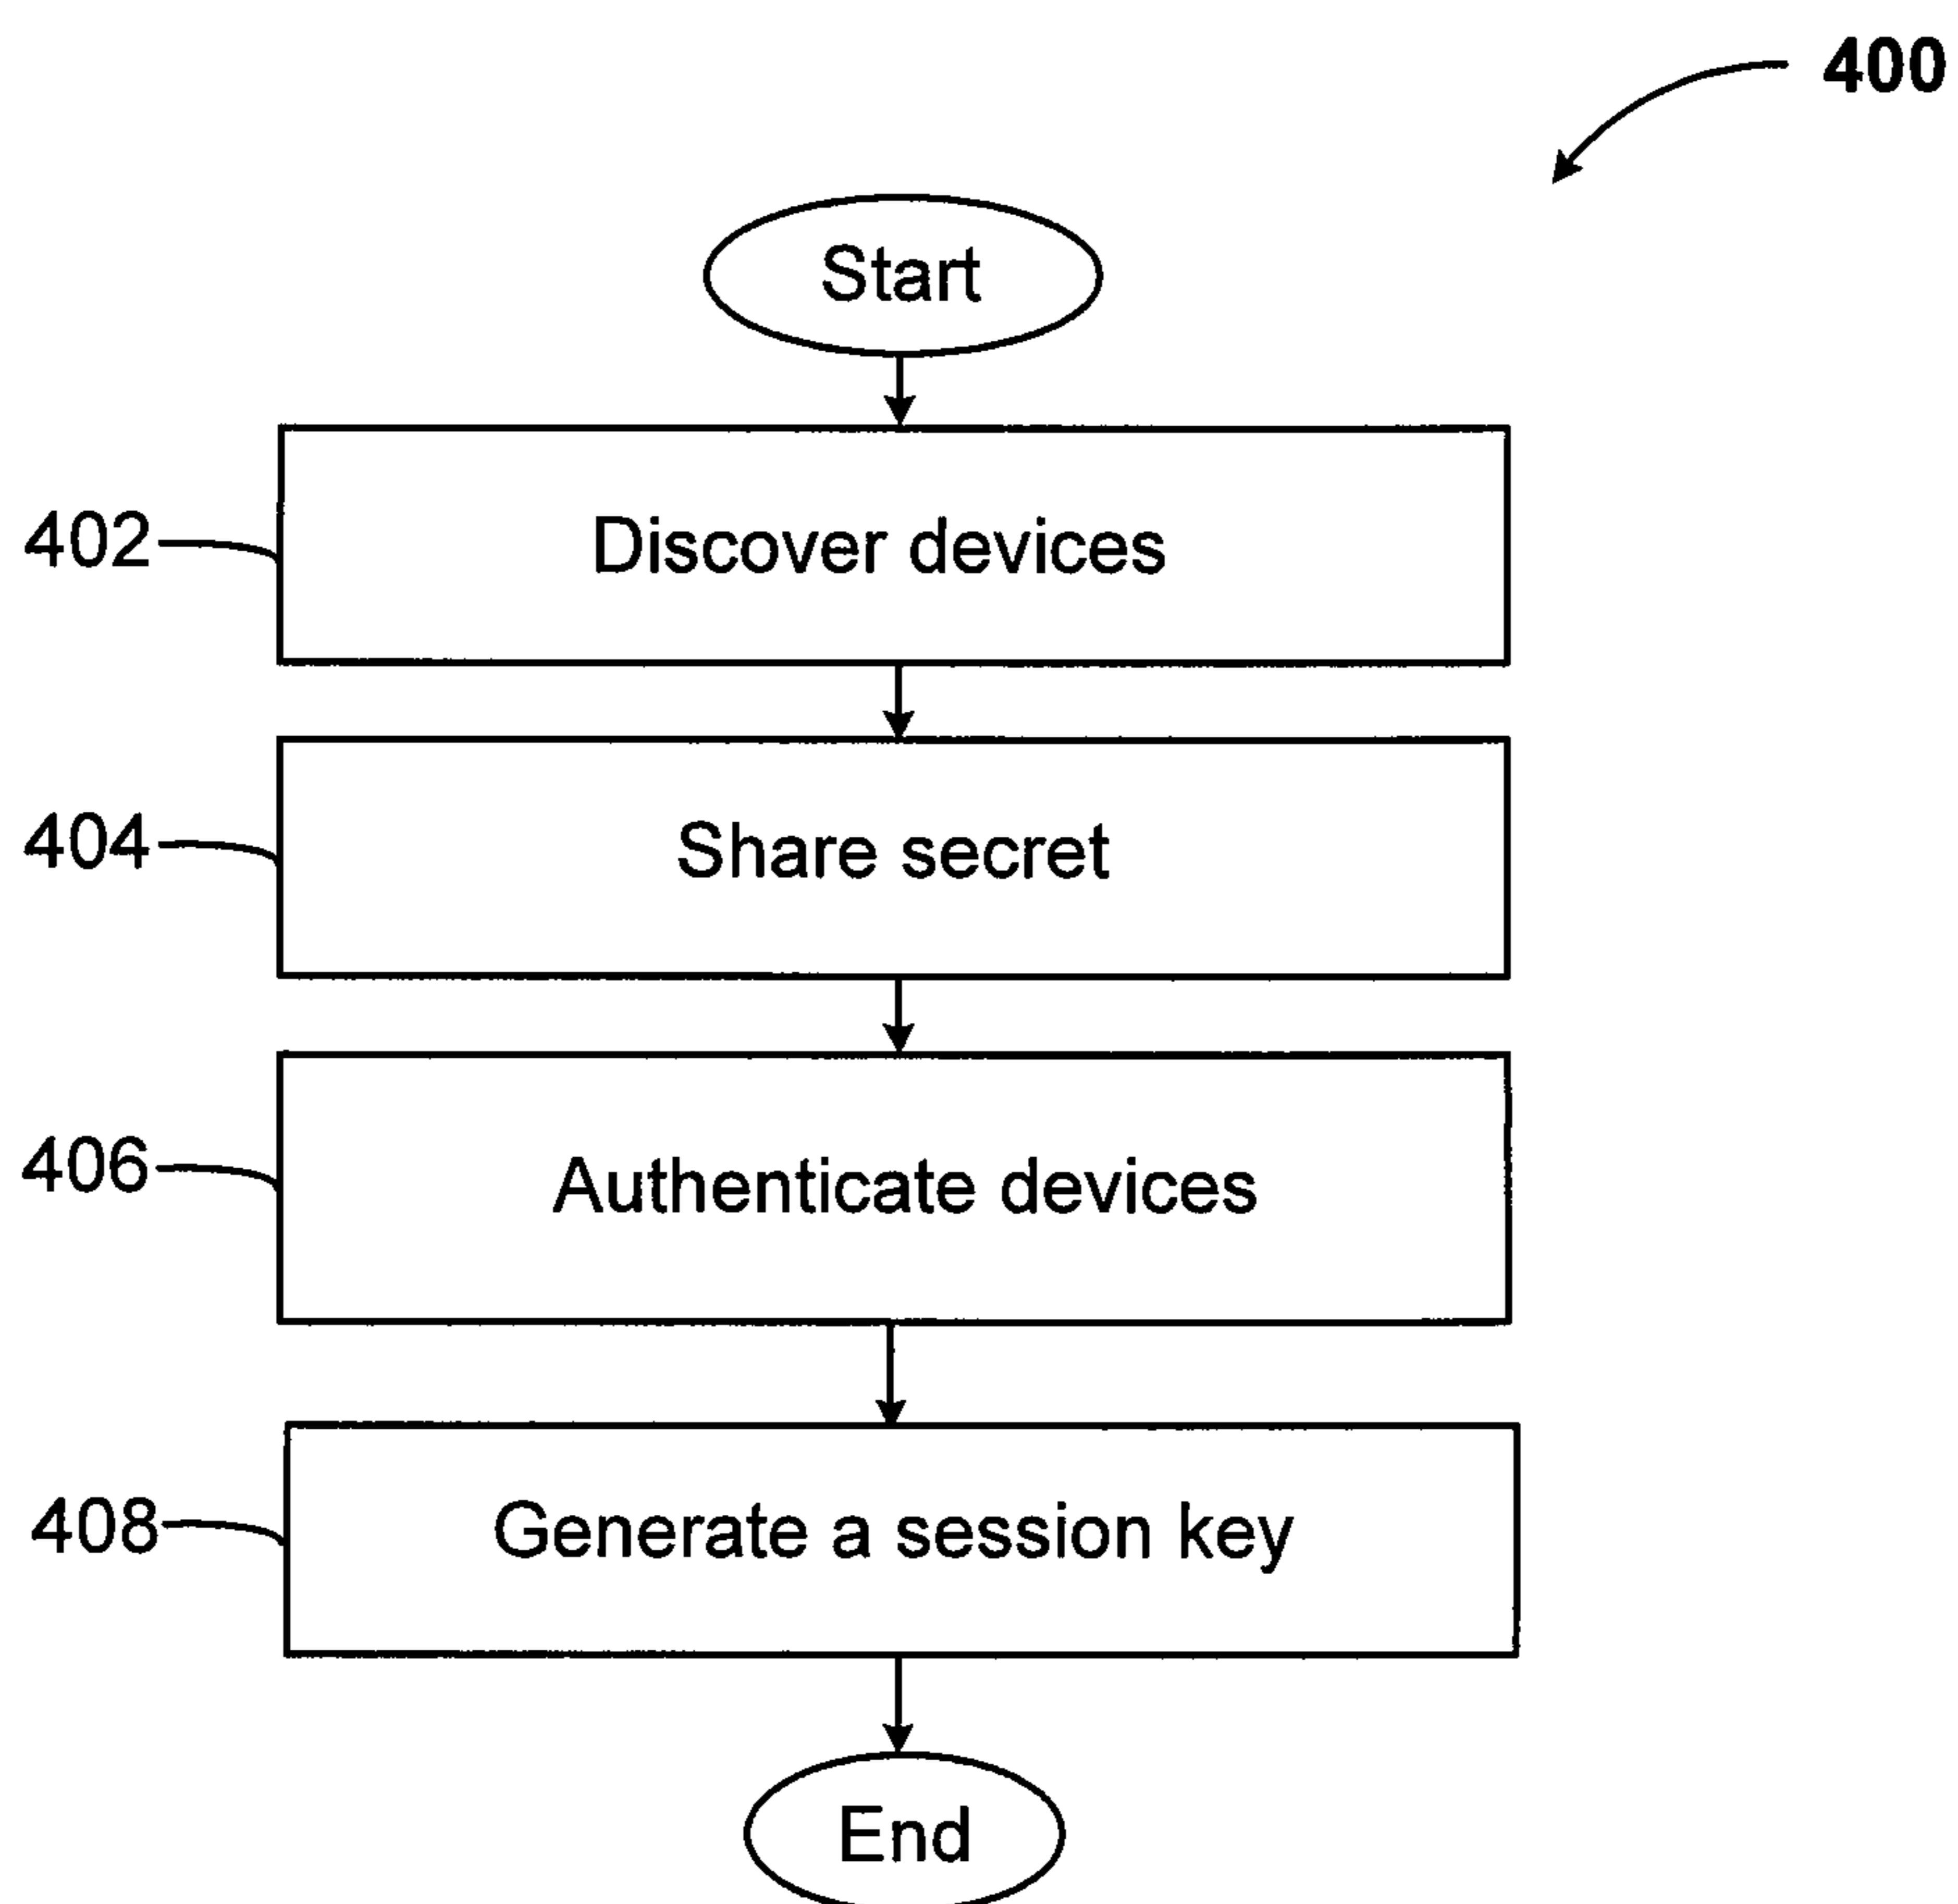 400
Start
402
Discover devices
404
Share secret
406
Authenticate devices
408
Generate a session key
End